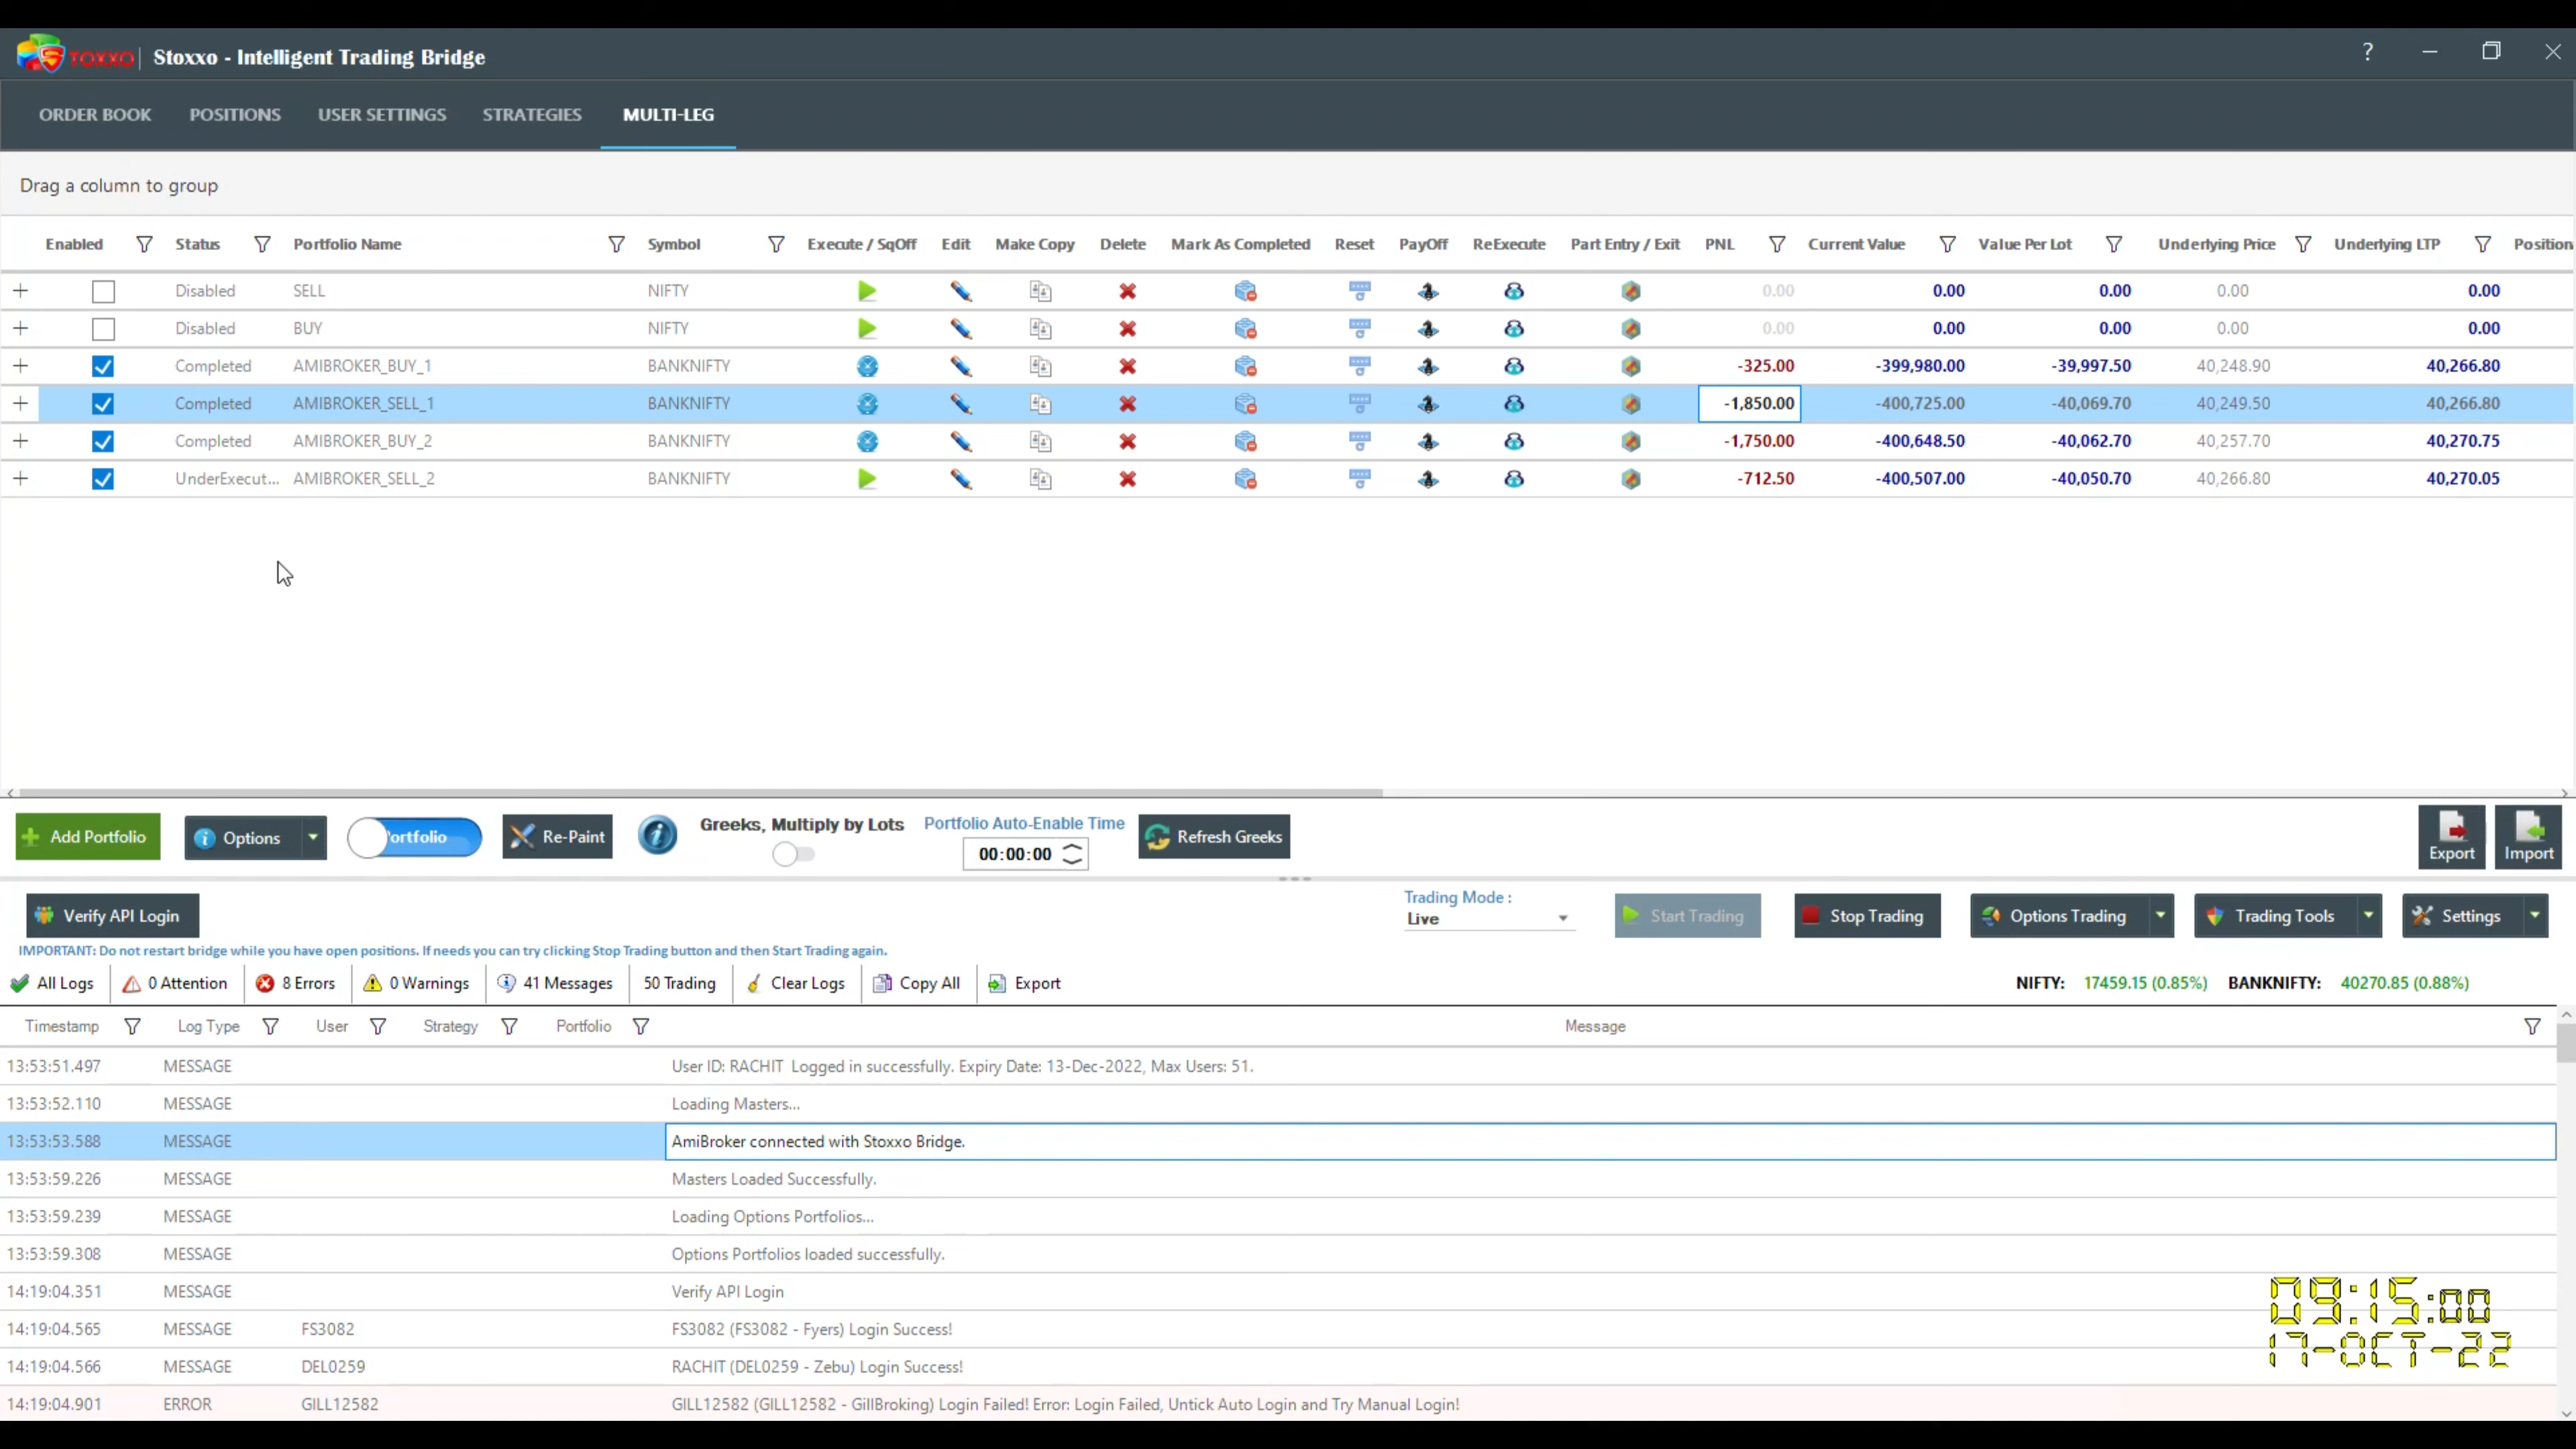 TOXXO | Stoxxo - Intelligent Trading Bridge ?
ORDER BOOK POSITIONS USER SETTINGS STRATEGIES MULTI-LEG
Drag a column to group
Enabled Status Portfolio Name Symbol Execute / SqOff Edit Make Copy Delete Mark As Completed Reset PayOff ReExecute Part Entry / Exit PNL Current Value Value Per Lot Underlying Price Underlying LTP Position
Disabled SELL NIFTY 0.00 0.00 0.00 0.00 0.00
Disabled BUY NIFTY 0.00 0.00 0.00 0.00 0.00
Completed AMIBROKER_BUY_1 BANKNIFTY -325.00 -399,980.00 -39,997.50 40,248.90 40,266.80
Completed AMIBROKER_SELL_1 BANKNIFTY -1,850.00 -400,725.00 -40,069.70 40,249.50 40,266.80
Completed AMIBROKER_BUY_2 BANKNIFTY -1,750.00 -400,648.50 -40,062.70 40,257.70 40,270.75
UnderExecut... AMIBROKER_SELL_2 BANKNIFTY -712.50 -400,507.00 -40,050.70 40,266.80 40,270.05
Add Portfolio Options ortfolio Re-Paint Greeks, Multiply by Lots Portfolio Auto-Enable Time 00:00:00 Refresh Greeks Export Import
Verify API Login Trading Mode : Live Start Trading Stop Trading Options Trading Trading Tools Settings
IMPORTANT: Do not restart bridge while you have open positions. If needs you can try clicking Stop Trading button and then Start Trading again.
All Logs 0 Attention 8 Errors 0 Warnings 41 Messages 50 Trading Clear Logs Copy All Export NIFTY: 17459.15 (0.85%) BANKNIFTY: 40270.85 (0.88%)
Timestamp Log Type User Strategy Portfolio Message
13:53:51.497 MESSAGE User ID: RACHIT Logged in successfully. Expiry Date: 13-Dec-2022, Max Users: 51.
13:53:52.110 MESSAGE Loading Masters...
13:53:53.588 MESSAGE AmiBroker connected with Stoxxo Bridge.
13:53:59.226 MESSAGE Masters Loaded Successfully.
13:53:59.239 MESSAGE Loading Options Portfolios...
13:53:59.308 MESSAGE Options Portfolios loaded successfully.
14:19:04.351 MESSAGE Verify API Login
14:19:04.565 MESSAGE FS3082 FS3082 (FS3082 - Fyers) Login Success!
14:19:04.566 MESSAGE DEL0259 RACHIT (DEL0259 - Zebu) Login Success!
14:19:04.901 ERROR GILL12582 GILL12582 (GILL12582 - GillBroking) Login Failed! Error: Login Failed, Untick Auto Login and Try Manual Login!
09:15:00
17-OCT-22